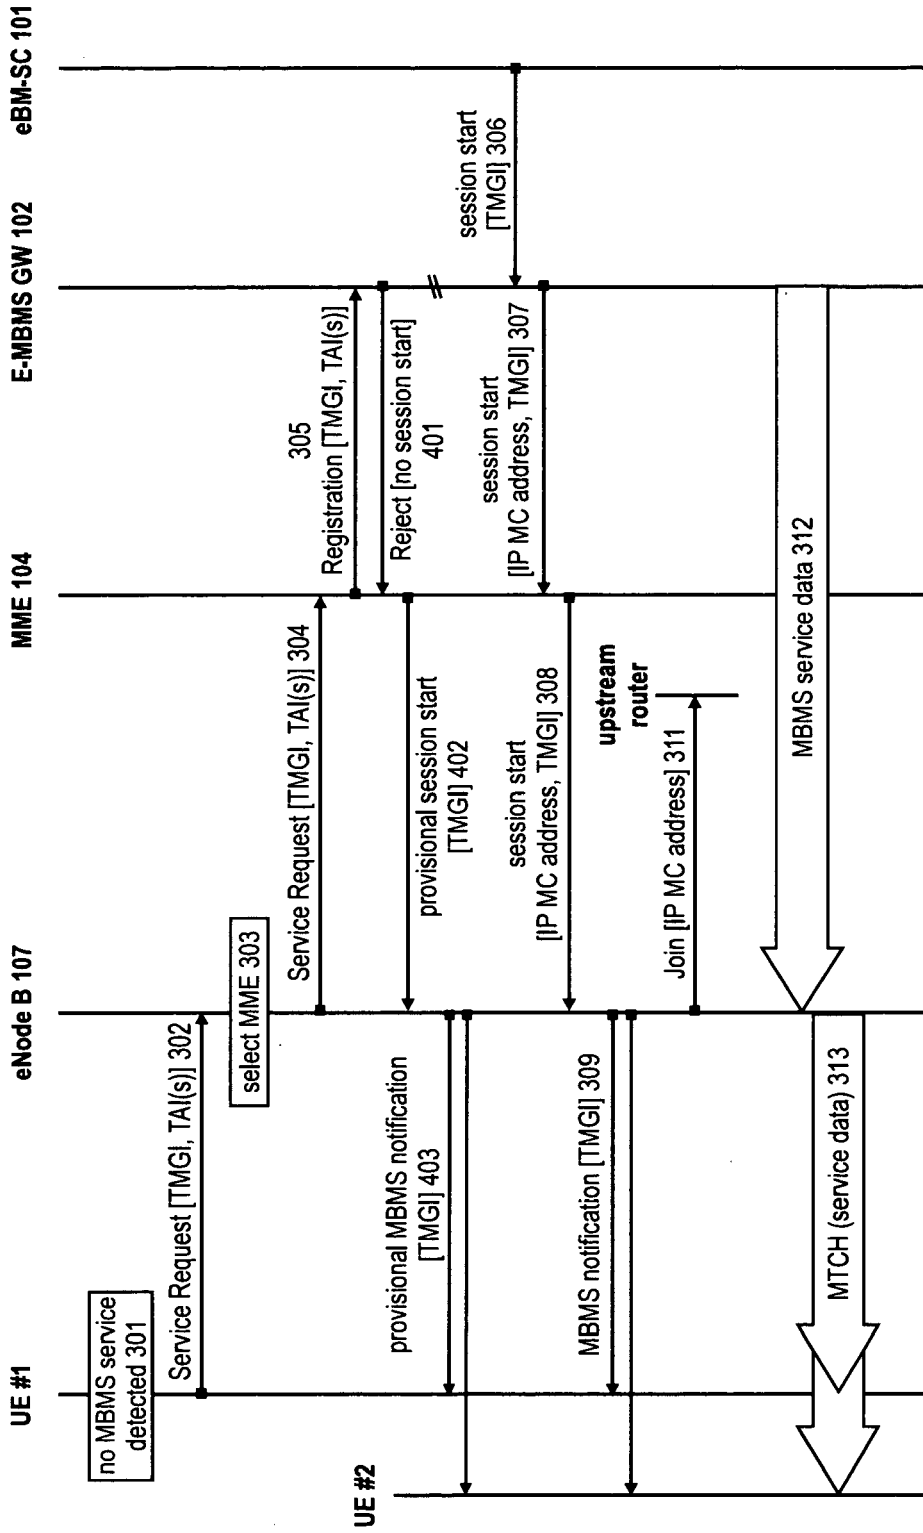 UE #1
eNode B 107
MME 104
E-MBMS GW 102
eBM-SC 101
no MBMS service
detected 301
Service Request [TMGI, TAI(s)] 302
select MME 303
Service Request [TMGI, TAI(s)] 304
305
Registration [TMGI, TAI(s)]
Reject [no session start]
401
UE #2
provisional session start
[TMGI] 402
provisional MBMS notification
[TMGI] 403
session start
[TMGI] 306
session start
[IP MC address, TMGI] 307
session start
[IP MC address, TMGI] 308
MBMS notification [TMGI] 309
upstream
router
Join [IP MC address] 311
MBMS service data 312
MTCH (service data) 313